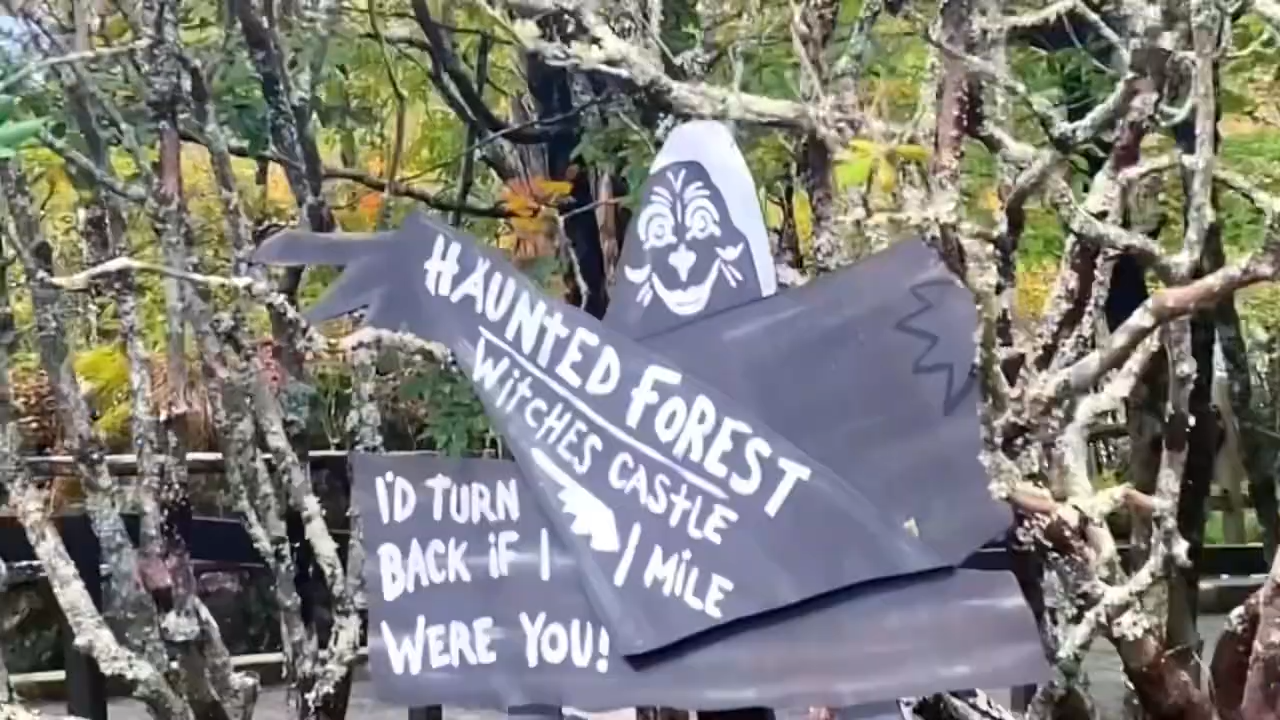 HAUNTED FOREST
WiTCHES CAStLE
1 MiLE
I'D TURN
BACK iF I
WERE YOU!